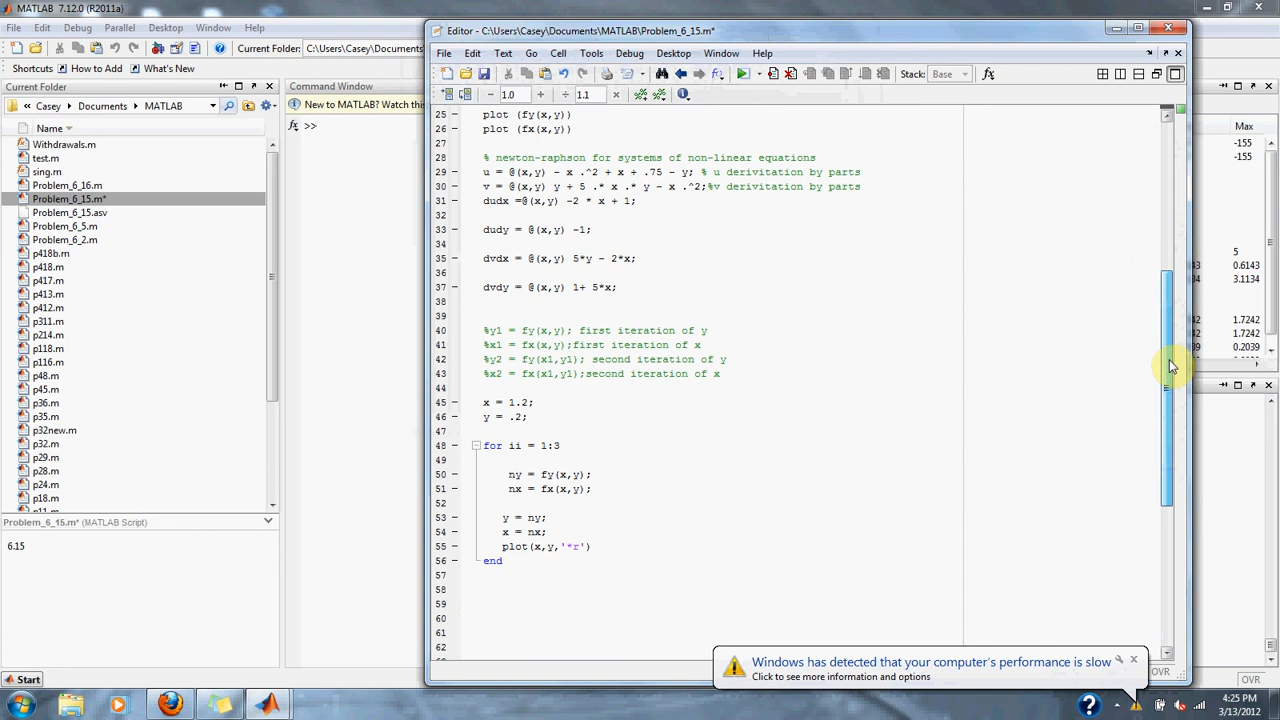 MATLAB 7.12.0 (R2011a)
File Edit Debug Parallel Desktop Window Help
Current Folder: C:\Users\Casey\Documents
Shortcuts How to Add What's New
Current Folder
Casey Documents MATLAB
Name
Withdrawals.m
test.m
sing.m
Problem_6_16.m
Problem_6_15.m*
Problem_6_15.asv
Problem_6_5.m
Problem_6_2.m
p418b.m
p418.m
p417.m
p413.m
p412.m
p311.m
p214.m
p118.m
p116.m
p48.m
p45.m
p36.m
p35.m
p32new.m
p32.m
p29.m
p28.m
p24.m
p18.m
p11.m
Problem_6_15.m* (MATLAB Script)
6.15
Start
Command Window
New to MATLAB? Watch this
fx >>
Editor - C:\Users\Casey\Documents\MATLAB\Problem_6_15.m*
File Edit Text Go Cell Tools Debug Desktop Window Help
Stack: Base fx
- 1.0 + ÷ 1.1 ×
25 - plot (fy(x,y))
26 - plot (fx(x,y))
27
28 % newton-raphson for systems of non-linear equations
29 - u = @(x,y) - x .^2 + x + .75 - y; % u derivitation by parts
30 - v = @(x,y) y + 5 .* x .* y - x .^2;%v derivitation by parts
31 - dudx =@(x,y) -2 * x + 1;
32
33 - dudy = @(x,y) -1;
34
35 - dvdx = @(x,y) 5*y - 2*x;
36
37 - dvdy = @(x,y) 1+ 5*x;
38
39
40 %y1 = fy(x,y); first iteration of y
41 %x1 = fx(x,y);first iteration of x
42 %y2 = fy(x1,y1); second iteration of y
43 %x2 = fx(x1,y1);second iteration of x
44
45 - x = 1.2;
46 - y = .2;
47
48 - for ii = 1:3
49
50 - ny = fy(x,y);
51 - nx = fx(x,y);
52
53 - y = ny;
54 - x = nx;
55 - plot(x,y,'*r')
56 - end
57
58
59
60
61
62
Max
-155
-155
5
0.6143
3.1134
1.7242
1.7242
0.2039
Windows has detected that your computer's performance is slow
Click to see more information and options
OVR
OVR
4:25 PM
3/13/2012